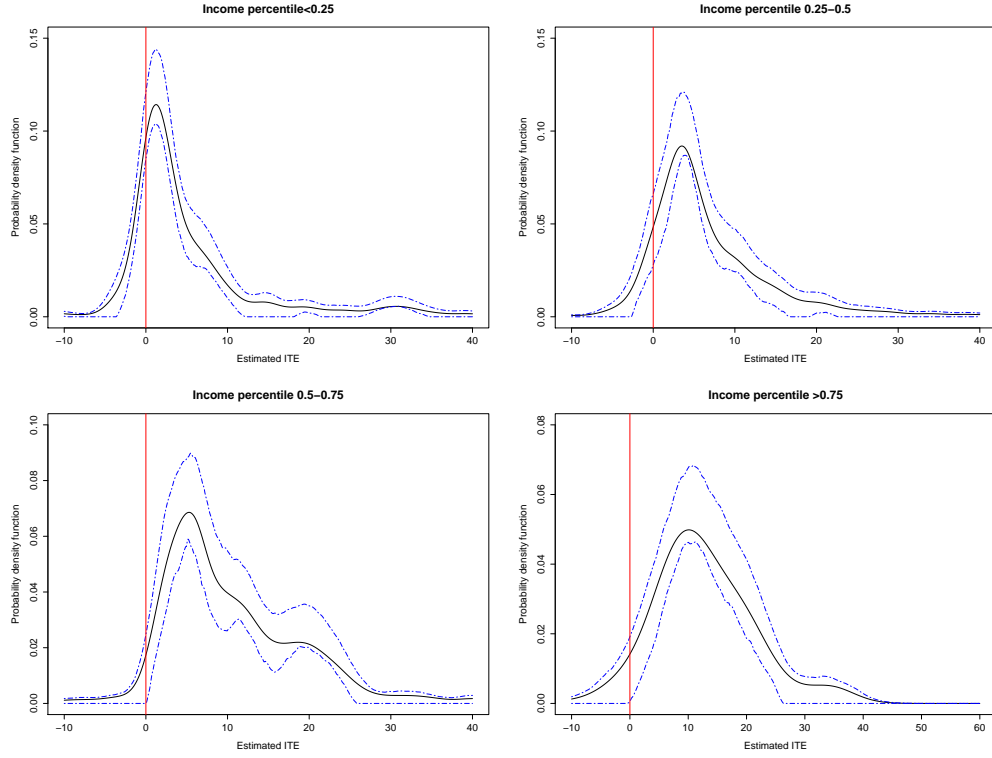 Income percentile<0.25
Probability density function
0.00 0.05 0.10 0.15
−10 0 10 20 30 40
Estimated ITE
Income percentile 0.25−0.5
Probability density function
0.00 0.05 0.10 0.15
−10 0 10 20 30 40
Estimated ITE
Income percentile 0.5−0.75
Probability density function
0.00 0.02 0.04 0.06 0.08 0.10
−10 0 10 20 30 40
Estimated ITE
Income percentile >0.75
Probability density function
0.00 0.02 0.04 0.06 0.08
−10 0 10 20 30 40 50 60
Estimated ITE